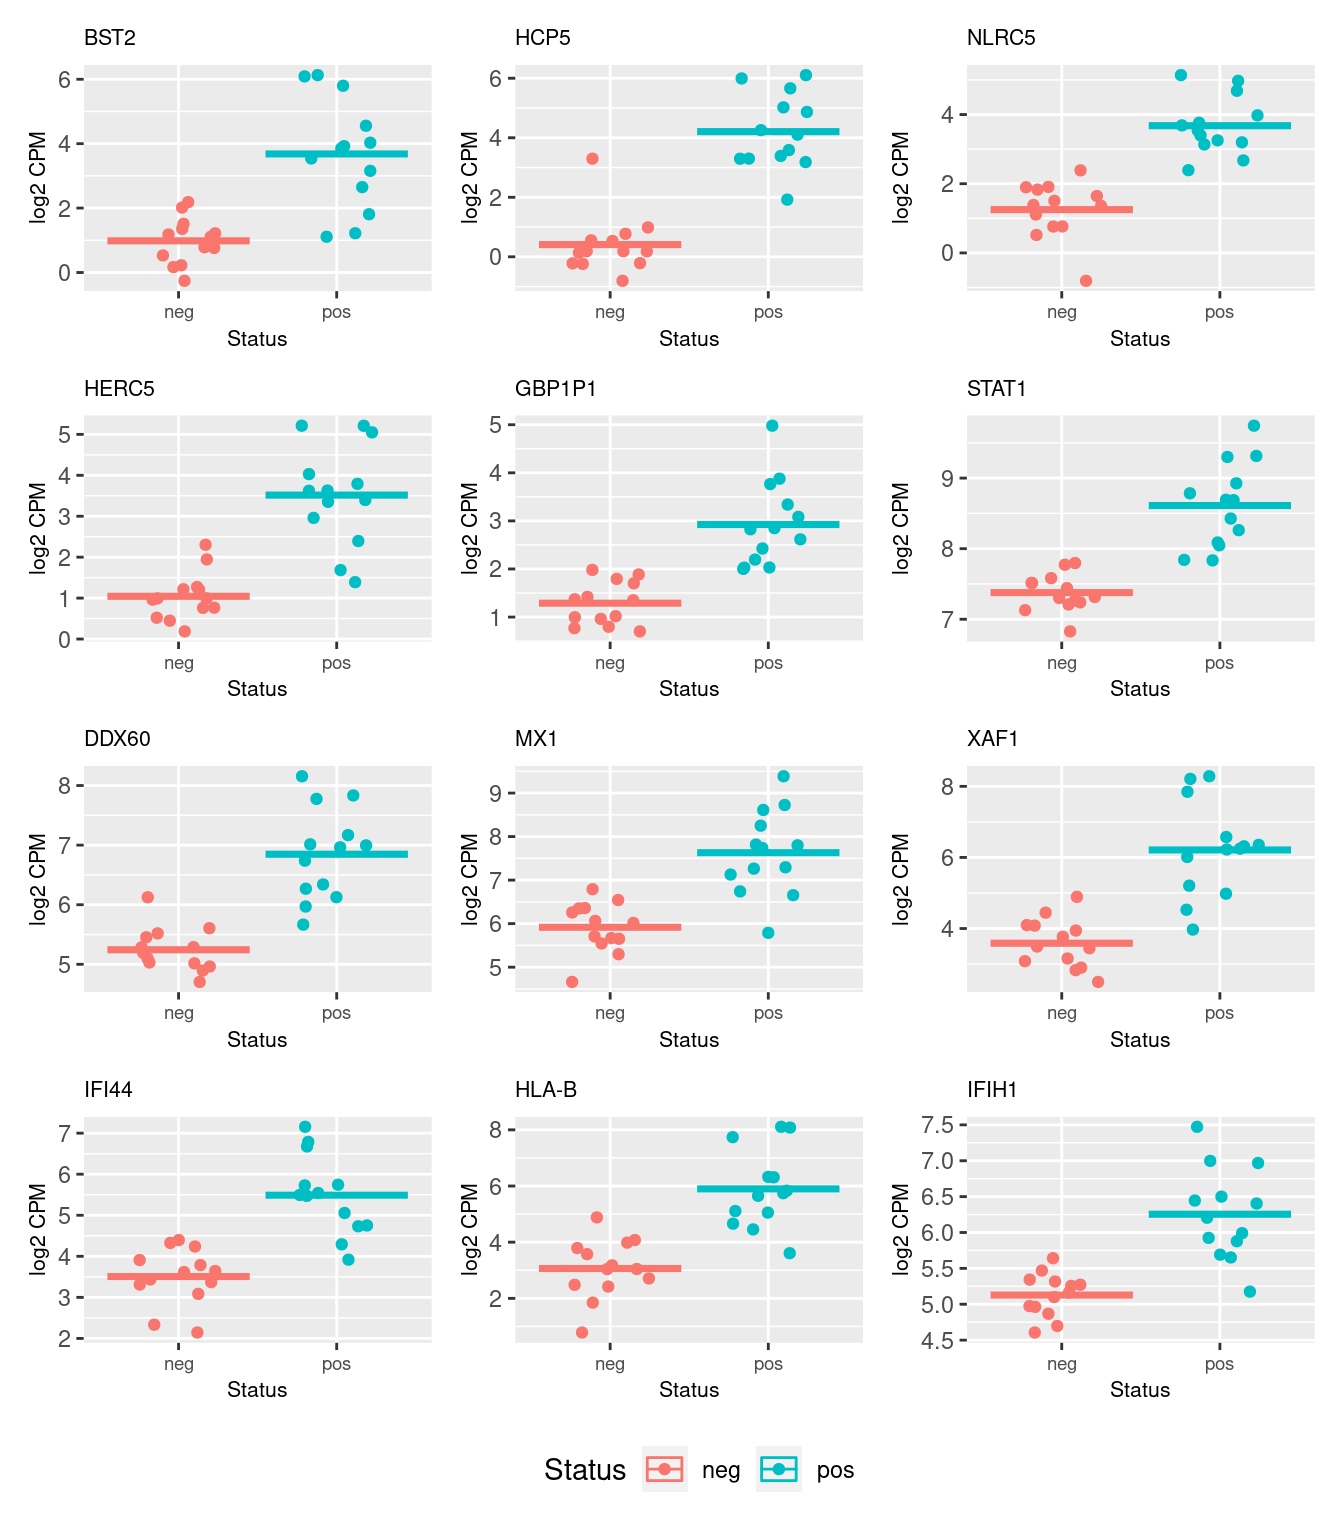 BST2 HCP5 NLRC5
6 6
4
4 4
2
2 2
0 0 0
log2 CPM log2 CPM log2 CPM
neg pos neg pos neg pos
Status Status Status
HERC5 GBP1P1 STAT1
5 5
4 4 9
3 3
8
2 2
1 1 7
0
log2 CPM log2 CPM log2 CPM
neg pos neg pos neg pos
Status Status Status
DDX60 MX1 XAF1
8 9 8
7 8
7 6
6
6 4
5 5
log2 CPM log2 CPM log2 CPM
neg pos neg pos neg pos
Status Status Status
IFI44 HLA-B IFIH1
7 8 7.5
6 7.0
6 6.5
5
4 6.0
4 5.5
3 5.0
2 2 4.5
log2 CPM log2 CPM log2 CPM
neg pos neg pos neg pos
Status Status Status
Status neg pos